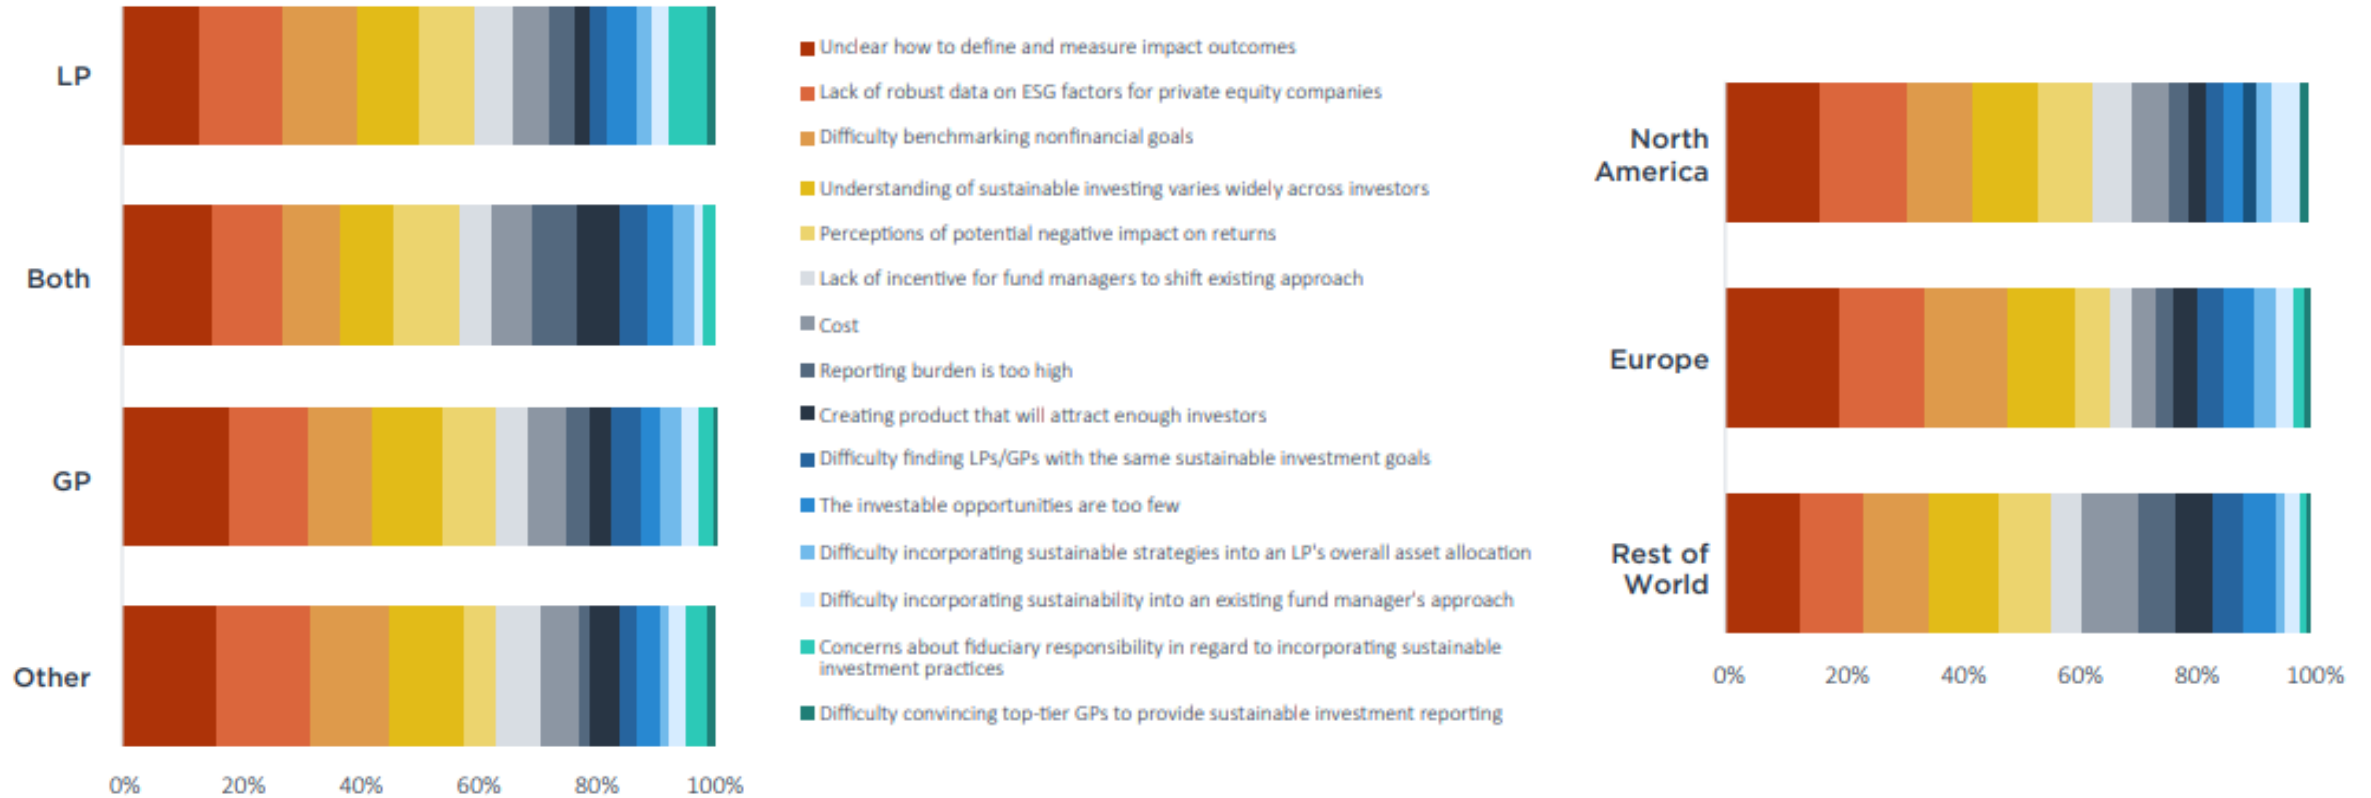 LP
Both
GP
Other
0% 20% 40% 60% 80% 100%
Unclear how to define and measure impact outcomes
Lack of robust data on ESG factors for private equity companies
Difficulty benchmarking nonfinancial goals
Understanding of sustainable investing varies widely across investors
Perceptions of potential negative impact on returns
Lack of incentive for fund managers to shift existing approach
Cost
Reporting burden is too high
Creating product that will attract enough investors
Difficulty finding LPs/GPs with the same sustainable investment goals
The investable opportunities are too few
Difficulty incorporating sustainable strategies into an LP's overall asset allocation
Difficulty incorporating sustainability into an existing fund manager's approach
Concerns about fiduciary responsibility in regard to incorporating sustainable
investment practices
Difficulty convincing top-tier GPs to provide sustainable investment reporting
North
America
Europe
Rest of
World
0% 20% 40% 60% 80% 100%